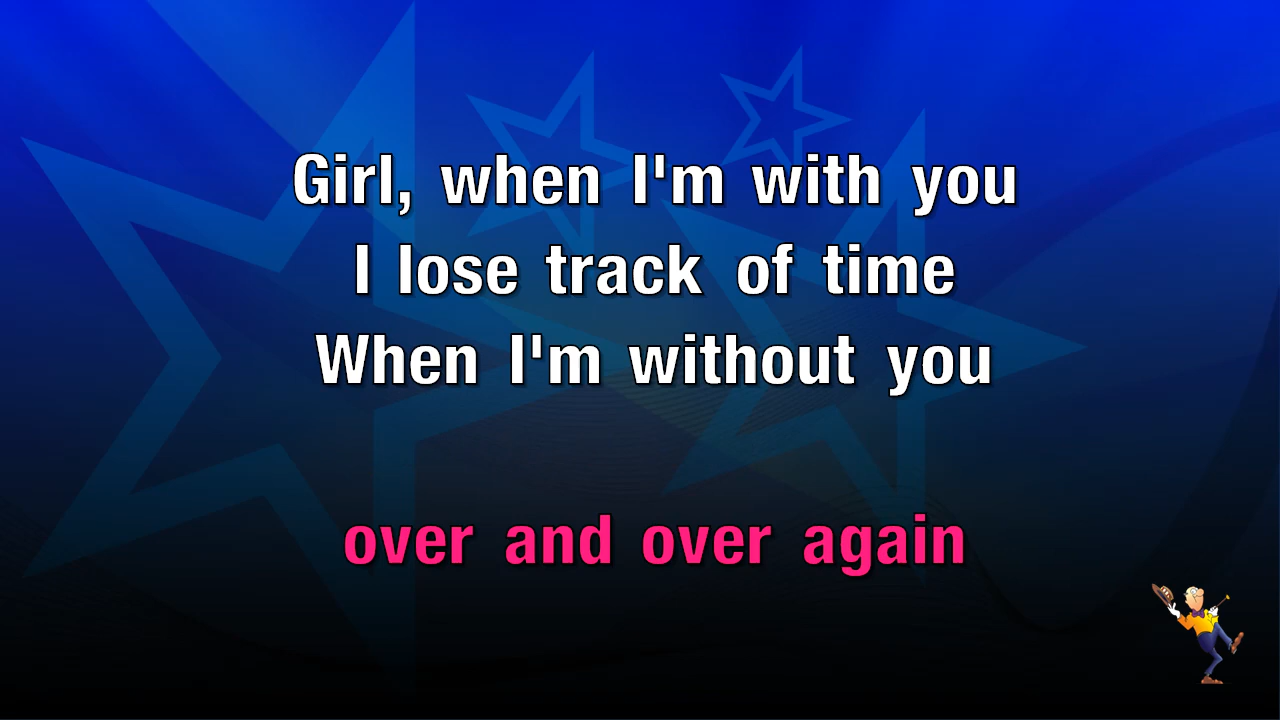 Girl, when I'm with you
I lose track of time
When I'm without you
over and over again